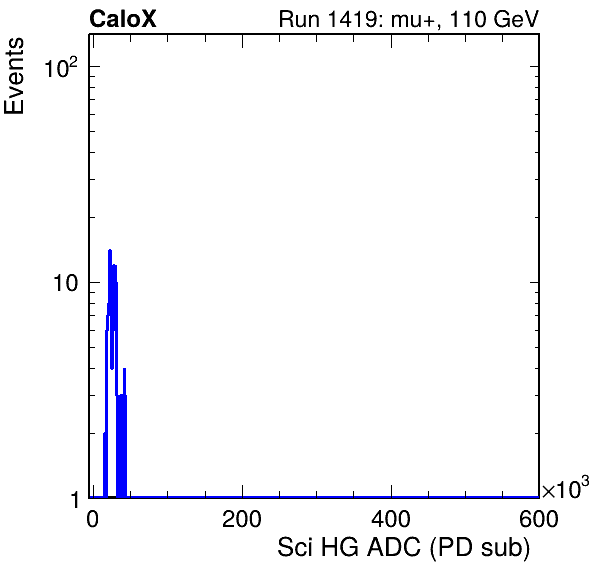 CaloX Run 1419: mu+, 110 GeV
Events
10²
10
1
0 200 400 600
×10³
Sci HG ADC (PD sub)